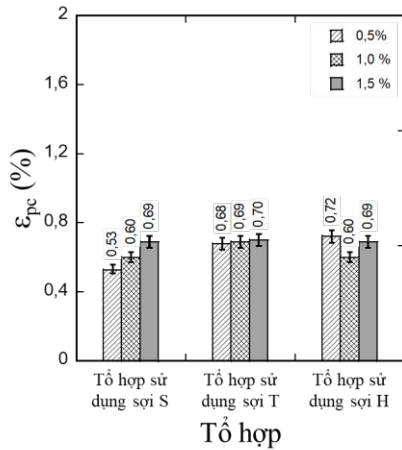 2
1,6
1,2
0,8
0,4
0
ε_pc (%)
0,5%
1,0 %
1,5 %
0,53
0,60
0,69
0,68
0,69
0,70
0,72
0,60
0,69
Tổ hợp sử
dụng sợi S
Tổ hợp sử
dụng sợi T
Tổ hợp sử
dụng sợi H
Tổ hợp